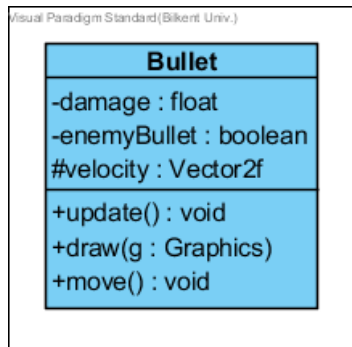 Visual Paradigm Standard(Bilkent Univ.)
Bullet
-damage : float
-enemyBullet : boolean
#velocity : Vector2f
+update() : void
+draw(g : Graphics)
+move() : void